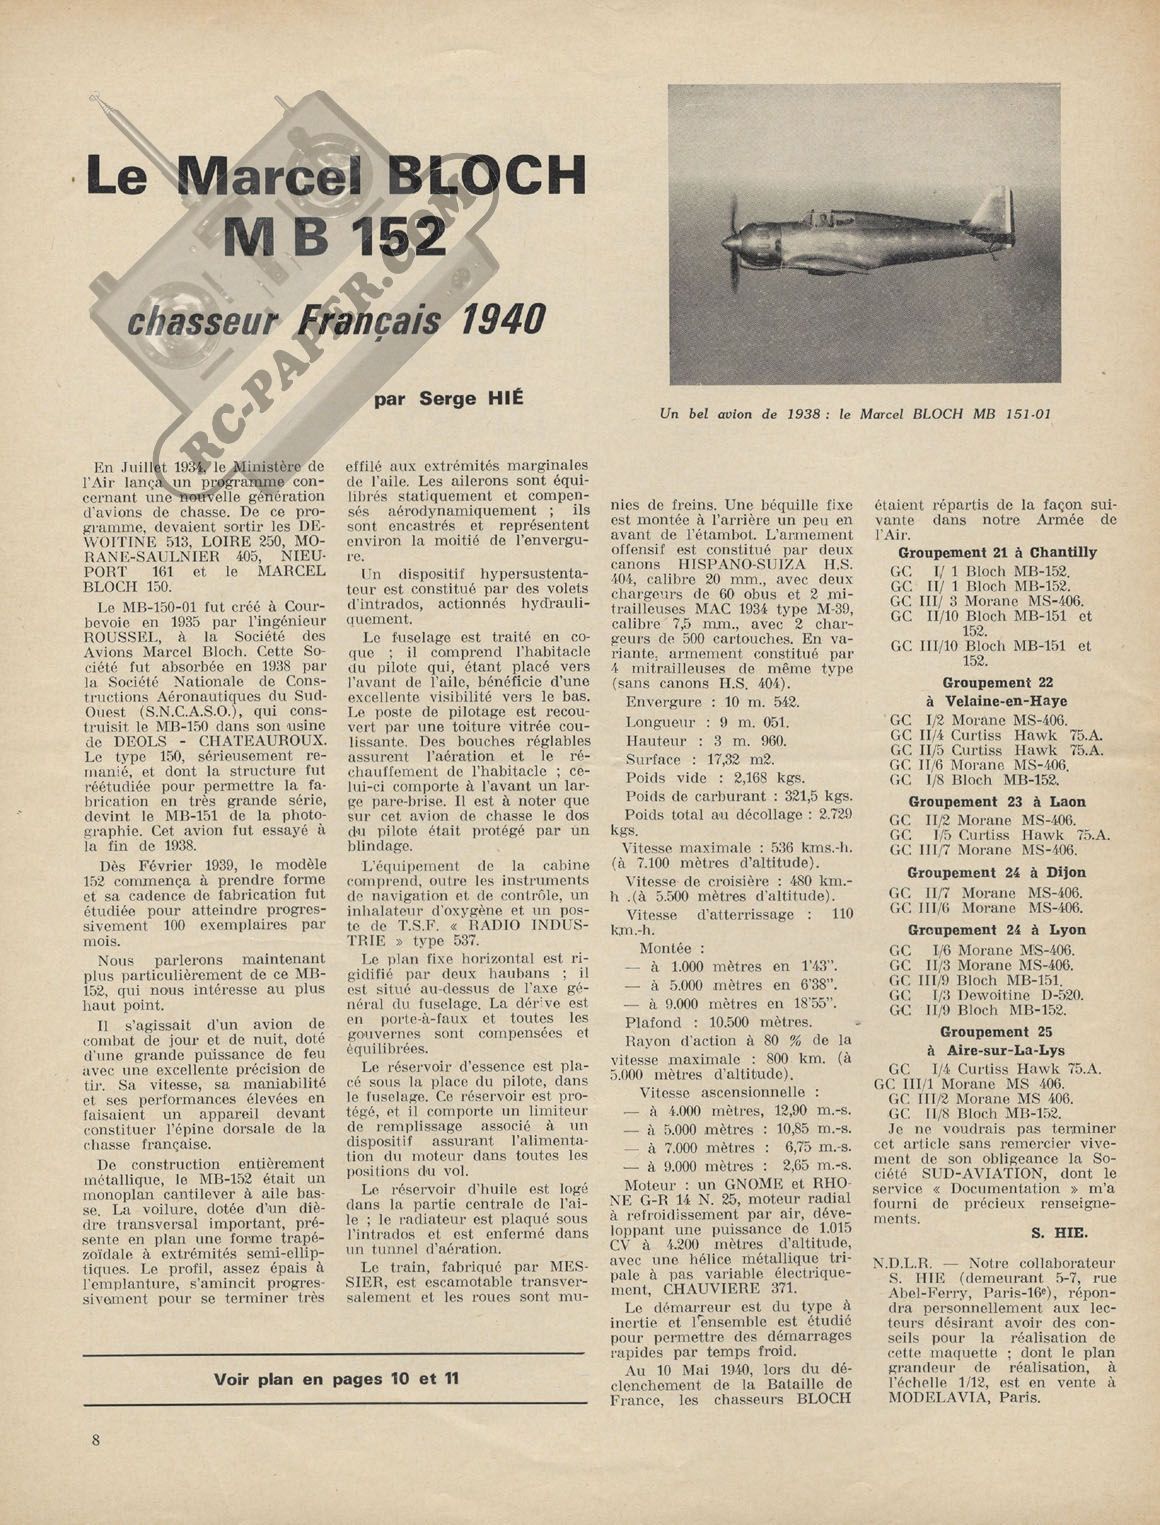 Le Marcel BLOCH
M B 152
chasseur Français 1940
par Serge HIÉ
RC-PAPER.COM
Un bel avion de 1938 : le Marcel BLOCH MB 151-01
En Juillet 1934, le Ministère de
l'Air lança un programme con-
cernant une nouvelle génération
d'avions de chasse. De ce pro-
gramme, devaient sortir les DE-
WOITINE 513, LOIRE 250, MO-
RANE-SAULNIER 405, NIEU-
PORT 161 et le MARCEL
BLOCH 150.
Le MB-150-01 fut créé à Cour-
bevoie en 1935 par l'ingénieur
ROUSSEL, à la Société des
Avions Marcel Bloch. Cette So-
ciété fut absorbée en 1938 par
la Société Nationale de Cons-
tructions Aéronautiques du Sud-
Ouest (S.N.C.A.S.O.), qui cons-
truisit le MB-150 dans son usine
de DEOLS - CHATEAUROUX.
Le type 150, sérieusement re-
manié, et dont la structure fut
réétudiée pour permettre la fa-
brication en très grande série,
devint le MB-151 de la photo-
graphie. Cet avion fut essayé à
la fin de 1938.
Dès Février 1939, le modèle
152 commença à prendre forme
et sa cadence de fabrication fut
étudiée pour atteindre progres-
sivement 100 exemplaires par
mois.
Nous parlerons maintenant
plus particulièrement de ce MB-
152, qui nous intéresse au plus
haut point.
Il s'agissait d'un avion de
combat de jour et de nuit, doté
d'une grande puissance de feu
avec une excellente précision de
tir. Sa vitesse, sa maniabilité
et ses performances élevées en
faisaient un appareil devant
constituer l'épine dorsale de la
chasse française.
De construction entièrement
métallique, le MB-152 était un
monoplan cantilever à aile bas-
se. La voilure, dotée d'un diè-
dre transversal important, pré-
sente en plan une forme trapé-
zoïdale à extrémités semi-ellip-
tiques. Le profil, assez épais à
l'emplanture, s'amincit progres-
sivement pour se terminer très
effilé aux extrémités marginales
de l'aile. Les ailerons sont équi-
librés statiquement et compen-
sés aérodynamiquement ; ils
sont encastrés et représentent
environ la moitié de l'envergu-
re.
Un dispositif hypersustenta-
teur est constitué par des volets
d'intrados, actionnés hydrauli-
quement.
Le fuselage est traité en co-
que ; il comprend l'habitacle
du pilote qui, étant placé vers
l'avant de l'aile, bénéficie d'une
excellente visibilité vers le bas.
Le poste de pilotage est recou-
vert par une toiture vitrée cou-
lissante. Des bouches réglables
assurent l'aération et le ré-
chauffement de l'habitacle ; ce-
lui-ci comporte à l'avant un lar-
ge pare-brise. Il est à noter que
sur cet avion de chasse le dos
du pilote était protégé par un
blindage.
L'équipement de la cabine
comprend, outre les instruments
de navigation et de contrôle, un
inhalateur d'oxygène et un pos-
te de T.S.F. « RADIO INDUS-
TRIE » type 537.
Le plan fixe horizontal est ri-
gidifié par deux haubans ; il
est situé au-dessus de l'axe gé-
néral du fuselage. La dérive est
en porte-à-faux et toutes les
gouvernes sont compensées et
équilibrées.
Le réservoir d'essence est pla-
cé sous la place du pilote, dans
le fuselage. Ce réservoir est pro-
tégé, et il comporte un limiteur
de remplissage associé à un
dispositif assurant l'alimenta-
tion du moteur dans toutes les
positions du vol.
Le réservoir d'huile est logé
dans la partie centrale de l'ai-
le ; le radiateur est plaqué sous
l'intrados et est enfermé dans
un tunnel d'aération.
Le train, fabriqué par MES-
SIER, est escamotable transver-
salement et les roues sont mu-
nies de freins. Une béquille fixe
est montée à l'arrière un peu en
avant de l'étambot. L'armement
offensif est constitué par deux
canons HISPANO-SUIZA H.S.
404, calibre 20 mm., avec deux
chargeurs de 60 obus et 2 mi-
trailleuses MAC 1934 type M-39,
calibre 7,5 mm., avec 2 char-
geurs de 500 cartouches. En va-
riante, armement constitué par
4 mitrailleuses de même type
(sans canons H.S. 404).
Envergure : 10 m. 542.
Longueur : 9 m. 051.
Hauteur : 3 m. 960.
Surface : 17,32 m2.
Poids vide : 2,168 kgs.
Poids de carburant : 321,5 kgs.
Poids total au décollage : 2.729
kgs.
Vitesse maximale : 536 kms.-h.
(à 7.100 mètres d'altitude).
Vitesse de croisière : 480 km.-
h .(à 5.500 mètres d'altitude).
Vitesse d'atterrissage : 110
km.-h.
Montée :
— à 1.000 mètres en 1'43".
— à 5.000 mètres en 6'38".
— à 9.000 mètres en 18'55".
Plafond : 10.500 mètres.
Rayon d'action à 80 % de la
vitesse maximale : 800 km. (à
5.000 mètres d'altitude).
Vitesse ascensionnelle :
— à 4.000 mètres, 12,90 m.-s.
— à 5.000 mètres : 10,85 m.-s.
— à 7.000 mètres : 6,75 m.-s.
— à 9.000 mètres : 2,65 m.-s.
Moteur : un GNOME et RHO-
NE G-R 14 N. 25, moteur radial
à refroidissement par air, déve-
loppant une puissance de 1.015
CV à 4.200 mètres d'altitude,
avec une hélice métallique tri-
pale à pas variable électrique-
ment, CHAUVIERE 371.
Le démarreur est du type à
inertie et l'ensemble est étudié
pour permettre des démarrages
rapides par temps froid.
Au 10 Mai 1940, lors du dé-
clenchement de la Bataille de
France, les chasseurs BLOCH
étaient répartis de la façon sui-
vante dans notre Armée de
l'Air.
Groupement 21 à Chantilly
GC I/ 1 Bloch MB-152.
GC II/ 1 Bloch MB-152.
GC III/ 3 Morane MS-406.
GC II/10 Bloch MB-151 et
152.
GC III/10 Bloch MB-151 et
152.
Groupement 22
à Velaine-en-Haye
GC I/2 Morane MS-406.
GC II/4 Curtiss Hawk 75.A.
GC II/5 Curtiss Hawk 75.A.
GC II/6 Morane MS-406.
GC I/8 Bloch MB-152.
Groupement 23 à Laon
GC II/2 Morane MS-406.
GC I/5 Curtiss Hawk 75.A.
GC III/7 Morane MS-406.
Groupement 24 à Dijon
GC II/7 Morane MS-406.
GC III/6 Morane MS-406.
Groupement 24 à Lyon
GC I/6 Morane MS-406.
GC II/3 Morane MS-406.
GC III/9 Bloch MB-151.
GC I/3 Dewoitine D-520.
GC II/9 Bloch MB-152.
Groupement 25
à Aire-sur-La-Lys
GC I/4 Curtiss Hawk 75.A.
GC III/1 Morane MS 406.
GC III/2 Morane MS 406.
GC II/8 Bloch MB-152.
Je ne voudrais pas terminer
cet article sans remercier vive-
ment de son obligeance la So-
ciété SUD-AVIATION, dont le
service « Documentation » m'a
fourni de précieux renseigne-
ments.
S. HIE.
N.D.L.R. — Notre collaborateur
S. HIE (demeurant 5-7, rue
Abel-Ferry, Paris-16e), répon-
dra personnellement aux lec-
teurs désirant avoir des con-
seils pour la réalisation de
cette maquette ; dont le plan
grandeur de réalisation, à
l'échelle 1/12, est en vente à
MODELAVIA, Paris.
Voir plan en pages 10 et 11
8